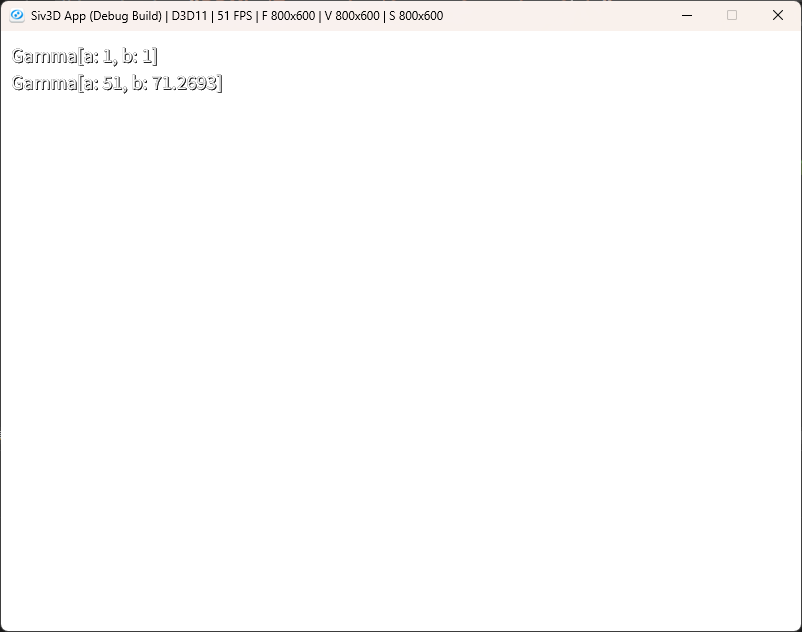 Siv3D App (Debug Build) | D3D11 | 51 FPS | F 800x600 | V 800x600 | S 800x600
Gamma[a: 1, b: 1]
Gamma[a: 51, b: 71.2693]